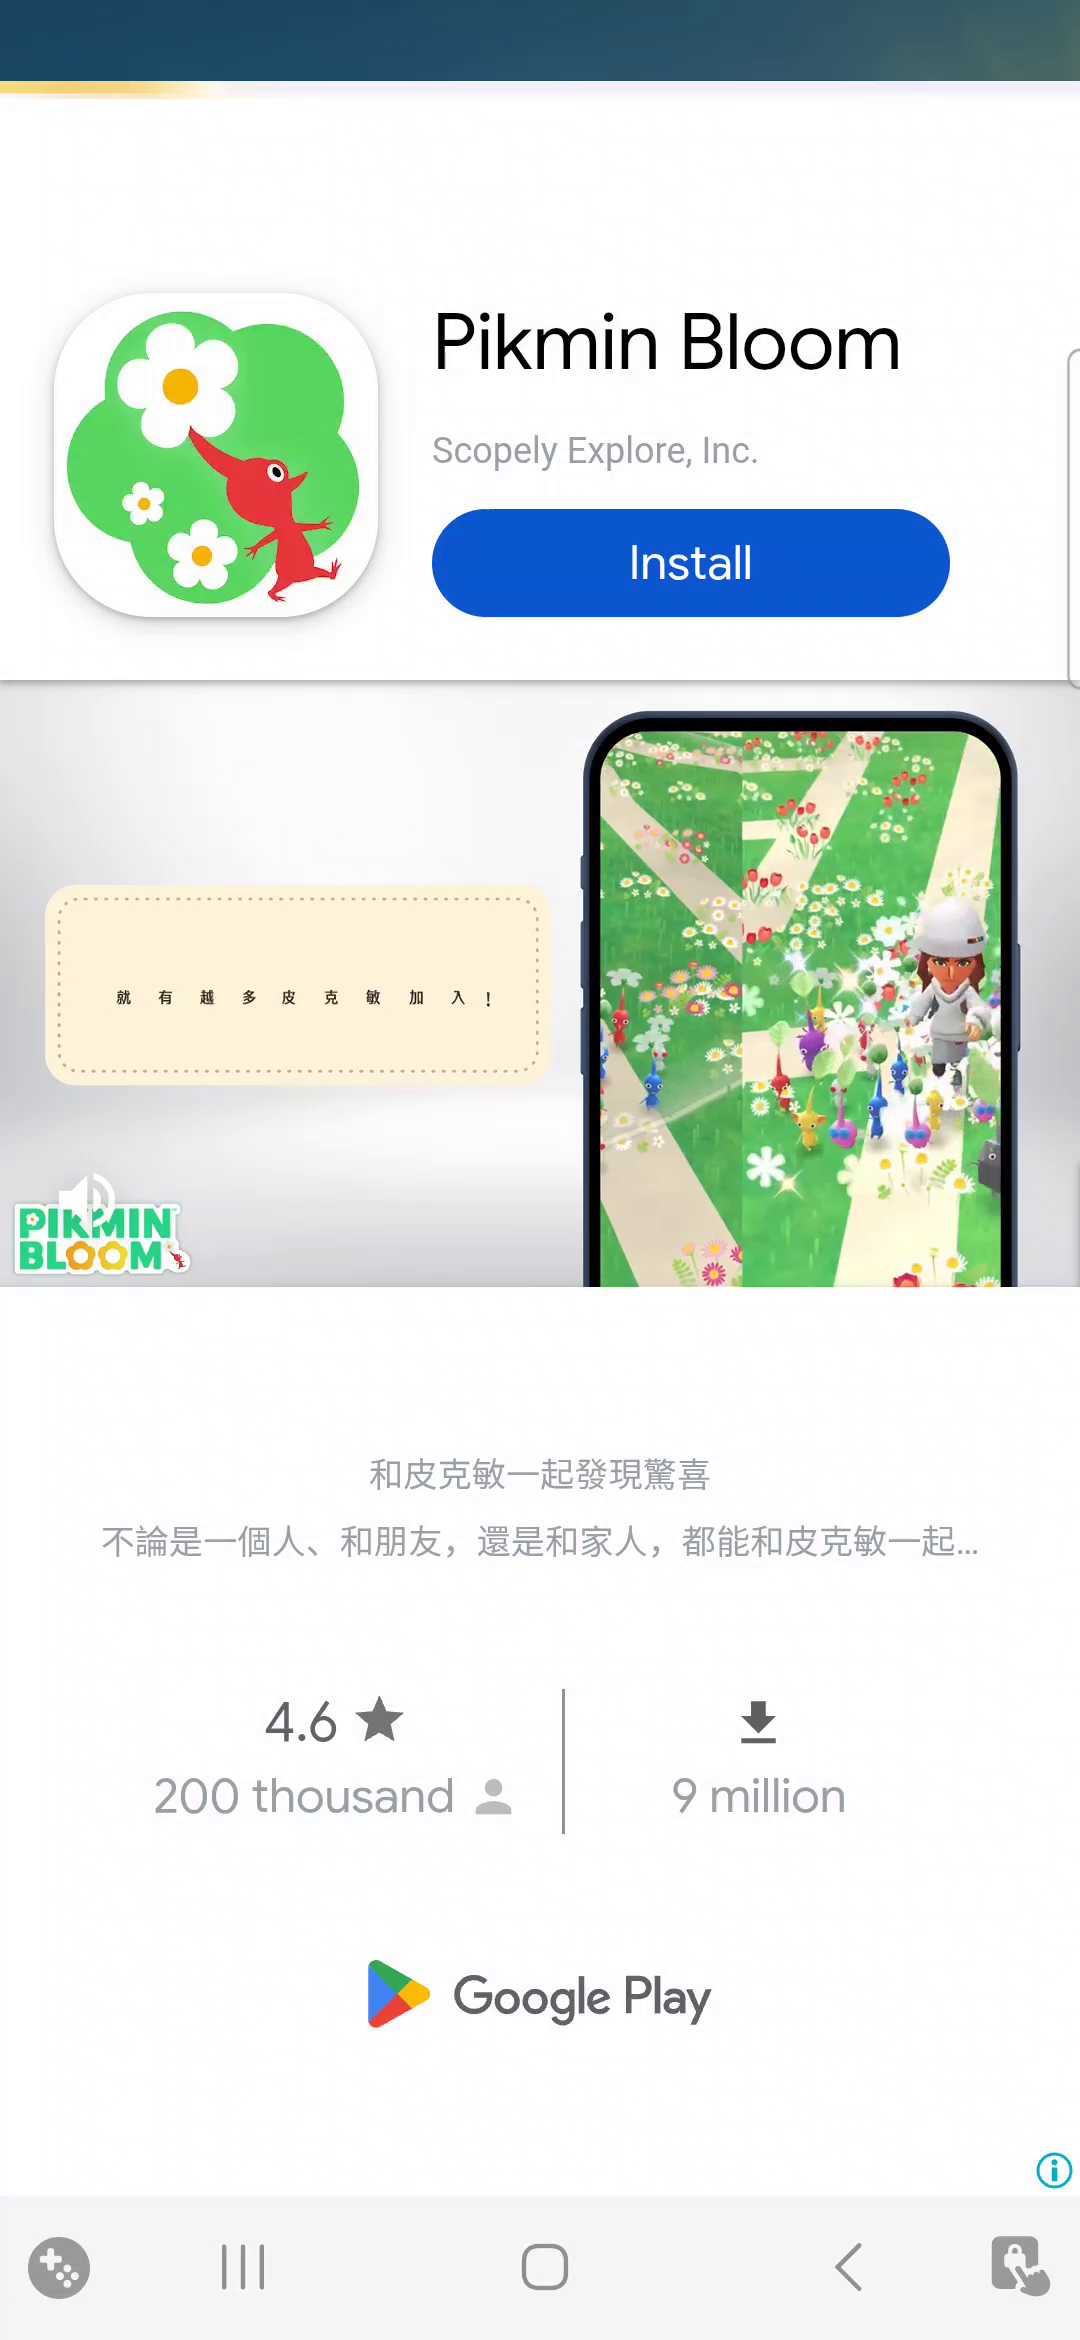 Pikmin Bloom
Scopely Explore, Inc.
Install
就有越多皮克敏加入!
PIKMIN
BLOOM
和皮克敏一起發現驚喜
不論是一個人、和朋友，還是和家人，都能和皮克敏一起...
4.6
200 thousand
9 million
Google Play